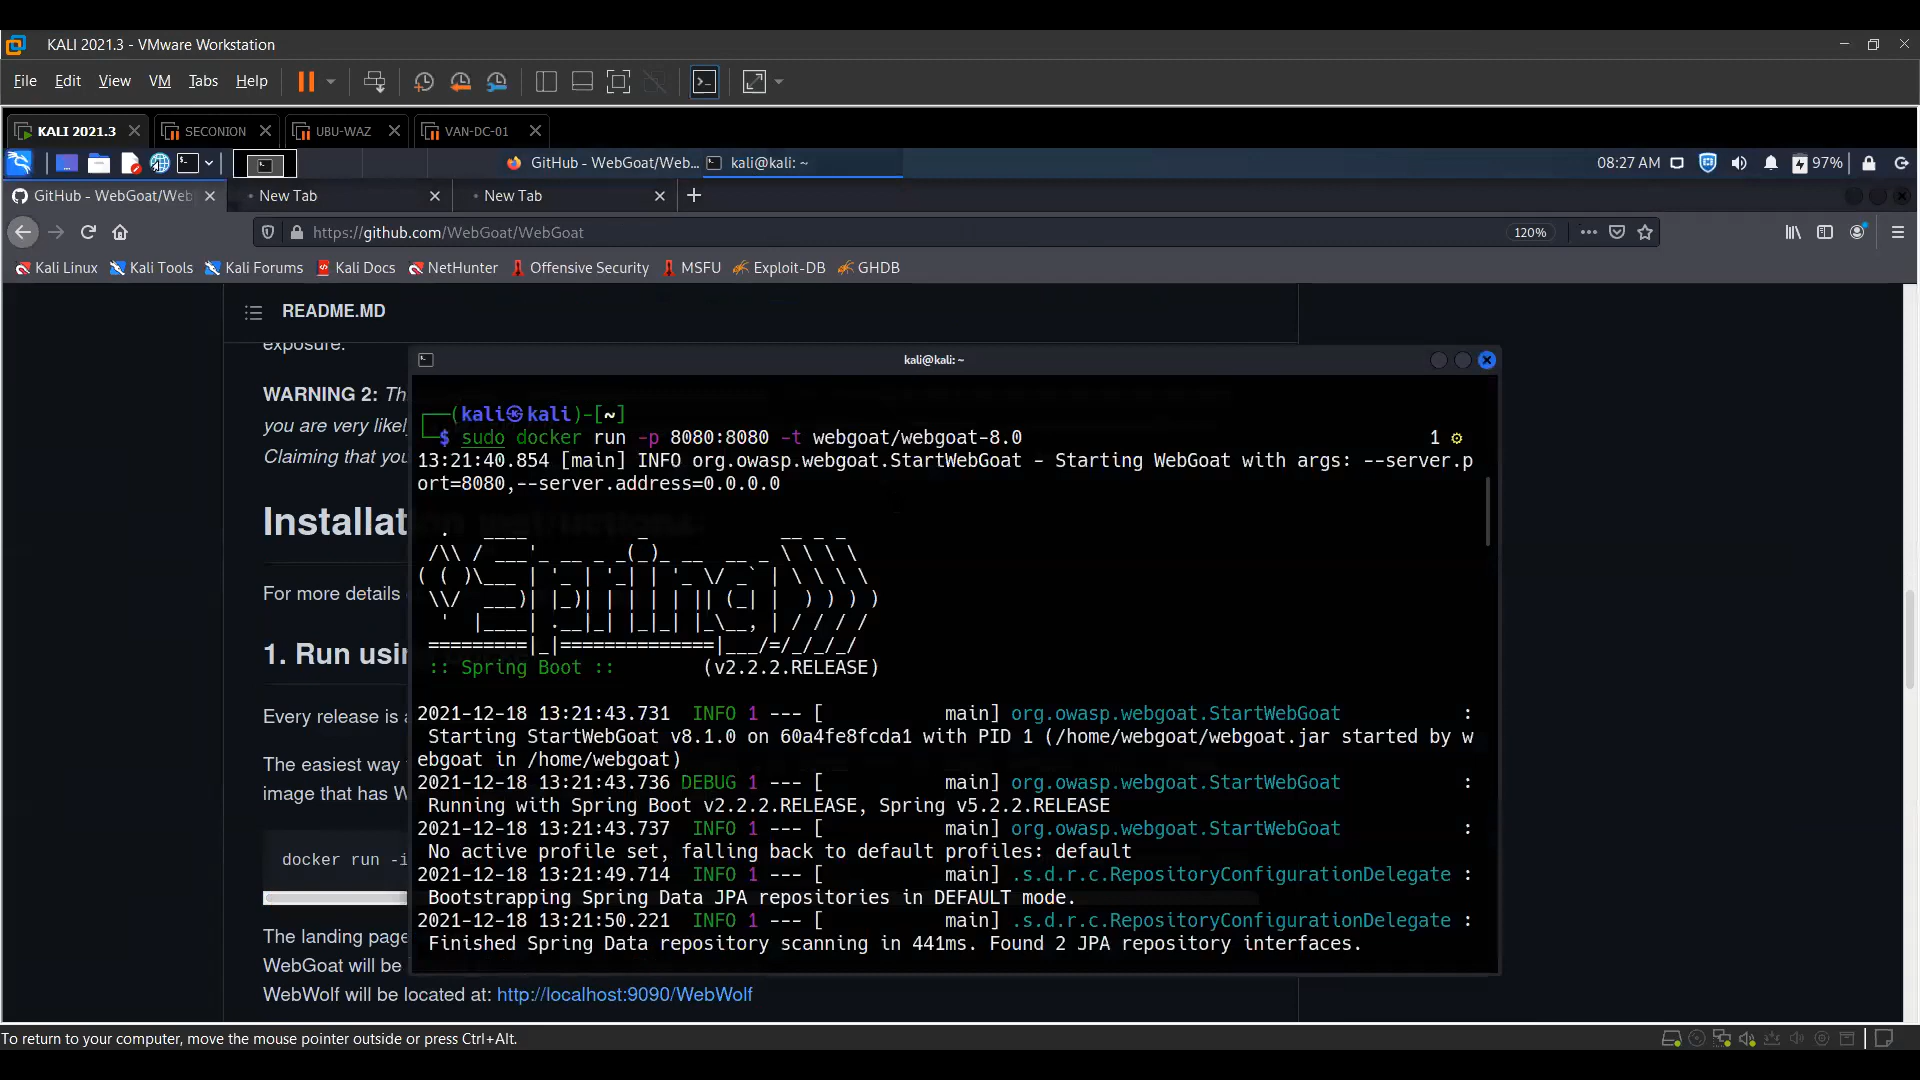 KALI 2021.3 - VMware Workstation
File Edit View VM Tabs Help
KALI 2021.3 SECONION UBU-WAZ VAN-DC-01
GitHub - WebGoat/Web... kali@kali: ~ 08:27 AM 97%
GitHub - WebGoat/Web New Tab New Tab
https://github.com/WebGoat/WebGoat 120%
Kali Linux Kali Tools Kali Forums Kali Docs NetHunter Offensive Security MSFU Exploit-DB GHDB
README.MD
exposure.
kali@kali: ~
WARNING 2:
you are very likel
Claiming that you
Installat
For more details
1. Run usin
Every release is a
The easiest way
image that has W
docker run -i
The landing page
WebGoat will be
WebWolf will be located at: http://localhost:9090/WebWolf
(kali㉿kali)-[~]
$ sudo docker run -p 8080:8080 -t webgoat/webgoat-8.0 1 ⚙
13:21:40.854 [main] INFO org.owasp.webgoat.StartWebGoat - Starting WebGoat with args: --server.p
ort=8080,--server.address=0.0.0.0
:: Spring Boot :: (v2.2.2.RELEASE)
2021-12-18 13:21:43.731 INFO 1 --- [ main] org.owasp.webgoat.StartWebGoat :
Starting StartWebGoat v8.1.0 on 60a4fe8fcda1 with PID 1 (/home/webgoat/webgoat.jar started by w
ebgoat in /home/webgoat)
2021-12-18 13:21:43.736 DEBUG 1 --- [ main] org.owasp.webgoat.StartWebGoat :
Running with Spring Boot v2.2.2.RELEASE, Spring v5.2.2.RELEASE
2021-12-18 13:21:43.737 INFO 1 --- [ main] org.owasp.webgoat.StartWebGoat :
No active profile set, falling back to default profiles: default
2021-12-18 13:21:49.714 INFO 1 --- [ main] .s.d.r.c.RepositoryConfigurationDelegate :
Bootstrapping Spring Data JPA repositories in DEFAULT mode.
2021-12-18 13:21:50.221 INFO 1 --- [ main] .s.d.r.c.RepositoryConfigurationDelegate :
Finished Spring Data repository scanning in 441ms. Found 2 JPA repository interfaces.
To return to your computer, move the mouse pointer outside or press Ctrl+Alt.